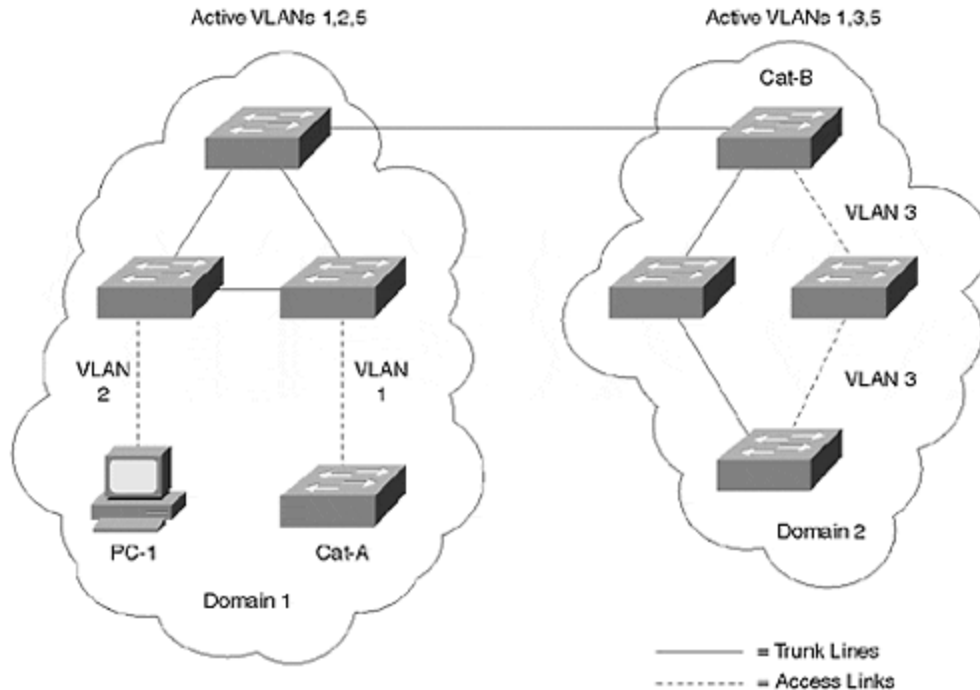 Active VLANs 1,2,5
Active VLANs 1,3,5
Cat-B
VLAN 3
VLAN
2
VLAN
1
VLAN 3
PC-1
Cat-A
Domain 1
Domain 2
= Trunk Lines
= Access Links